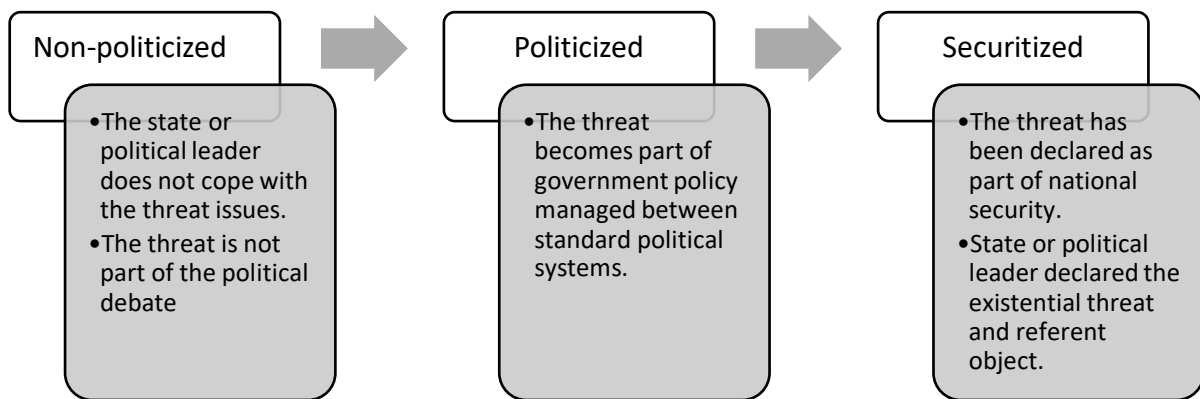 Non-politicized
•The state or
political leader
does not cope with
the threat issues.
•The threat is not
part of the political
debate
Politicized
•The threat
becomes part of
government policy
managed between
standard political
systems.
Securitized
•The threat has
been declared as
part of national
security.
•State or political
leader declared the
existential threat
and referent
object.